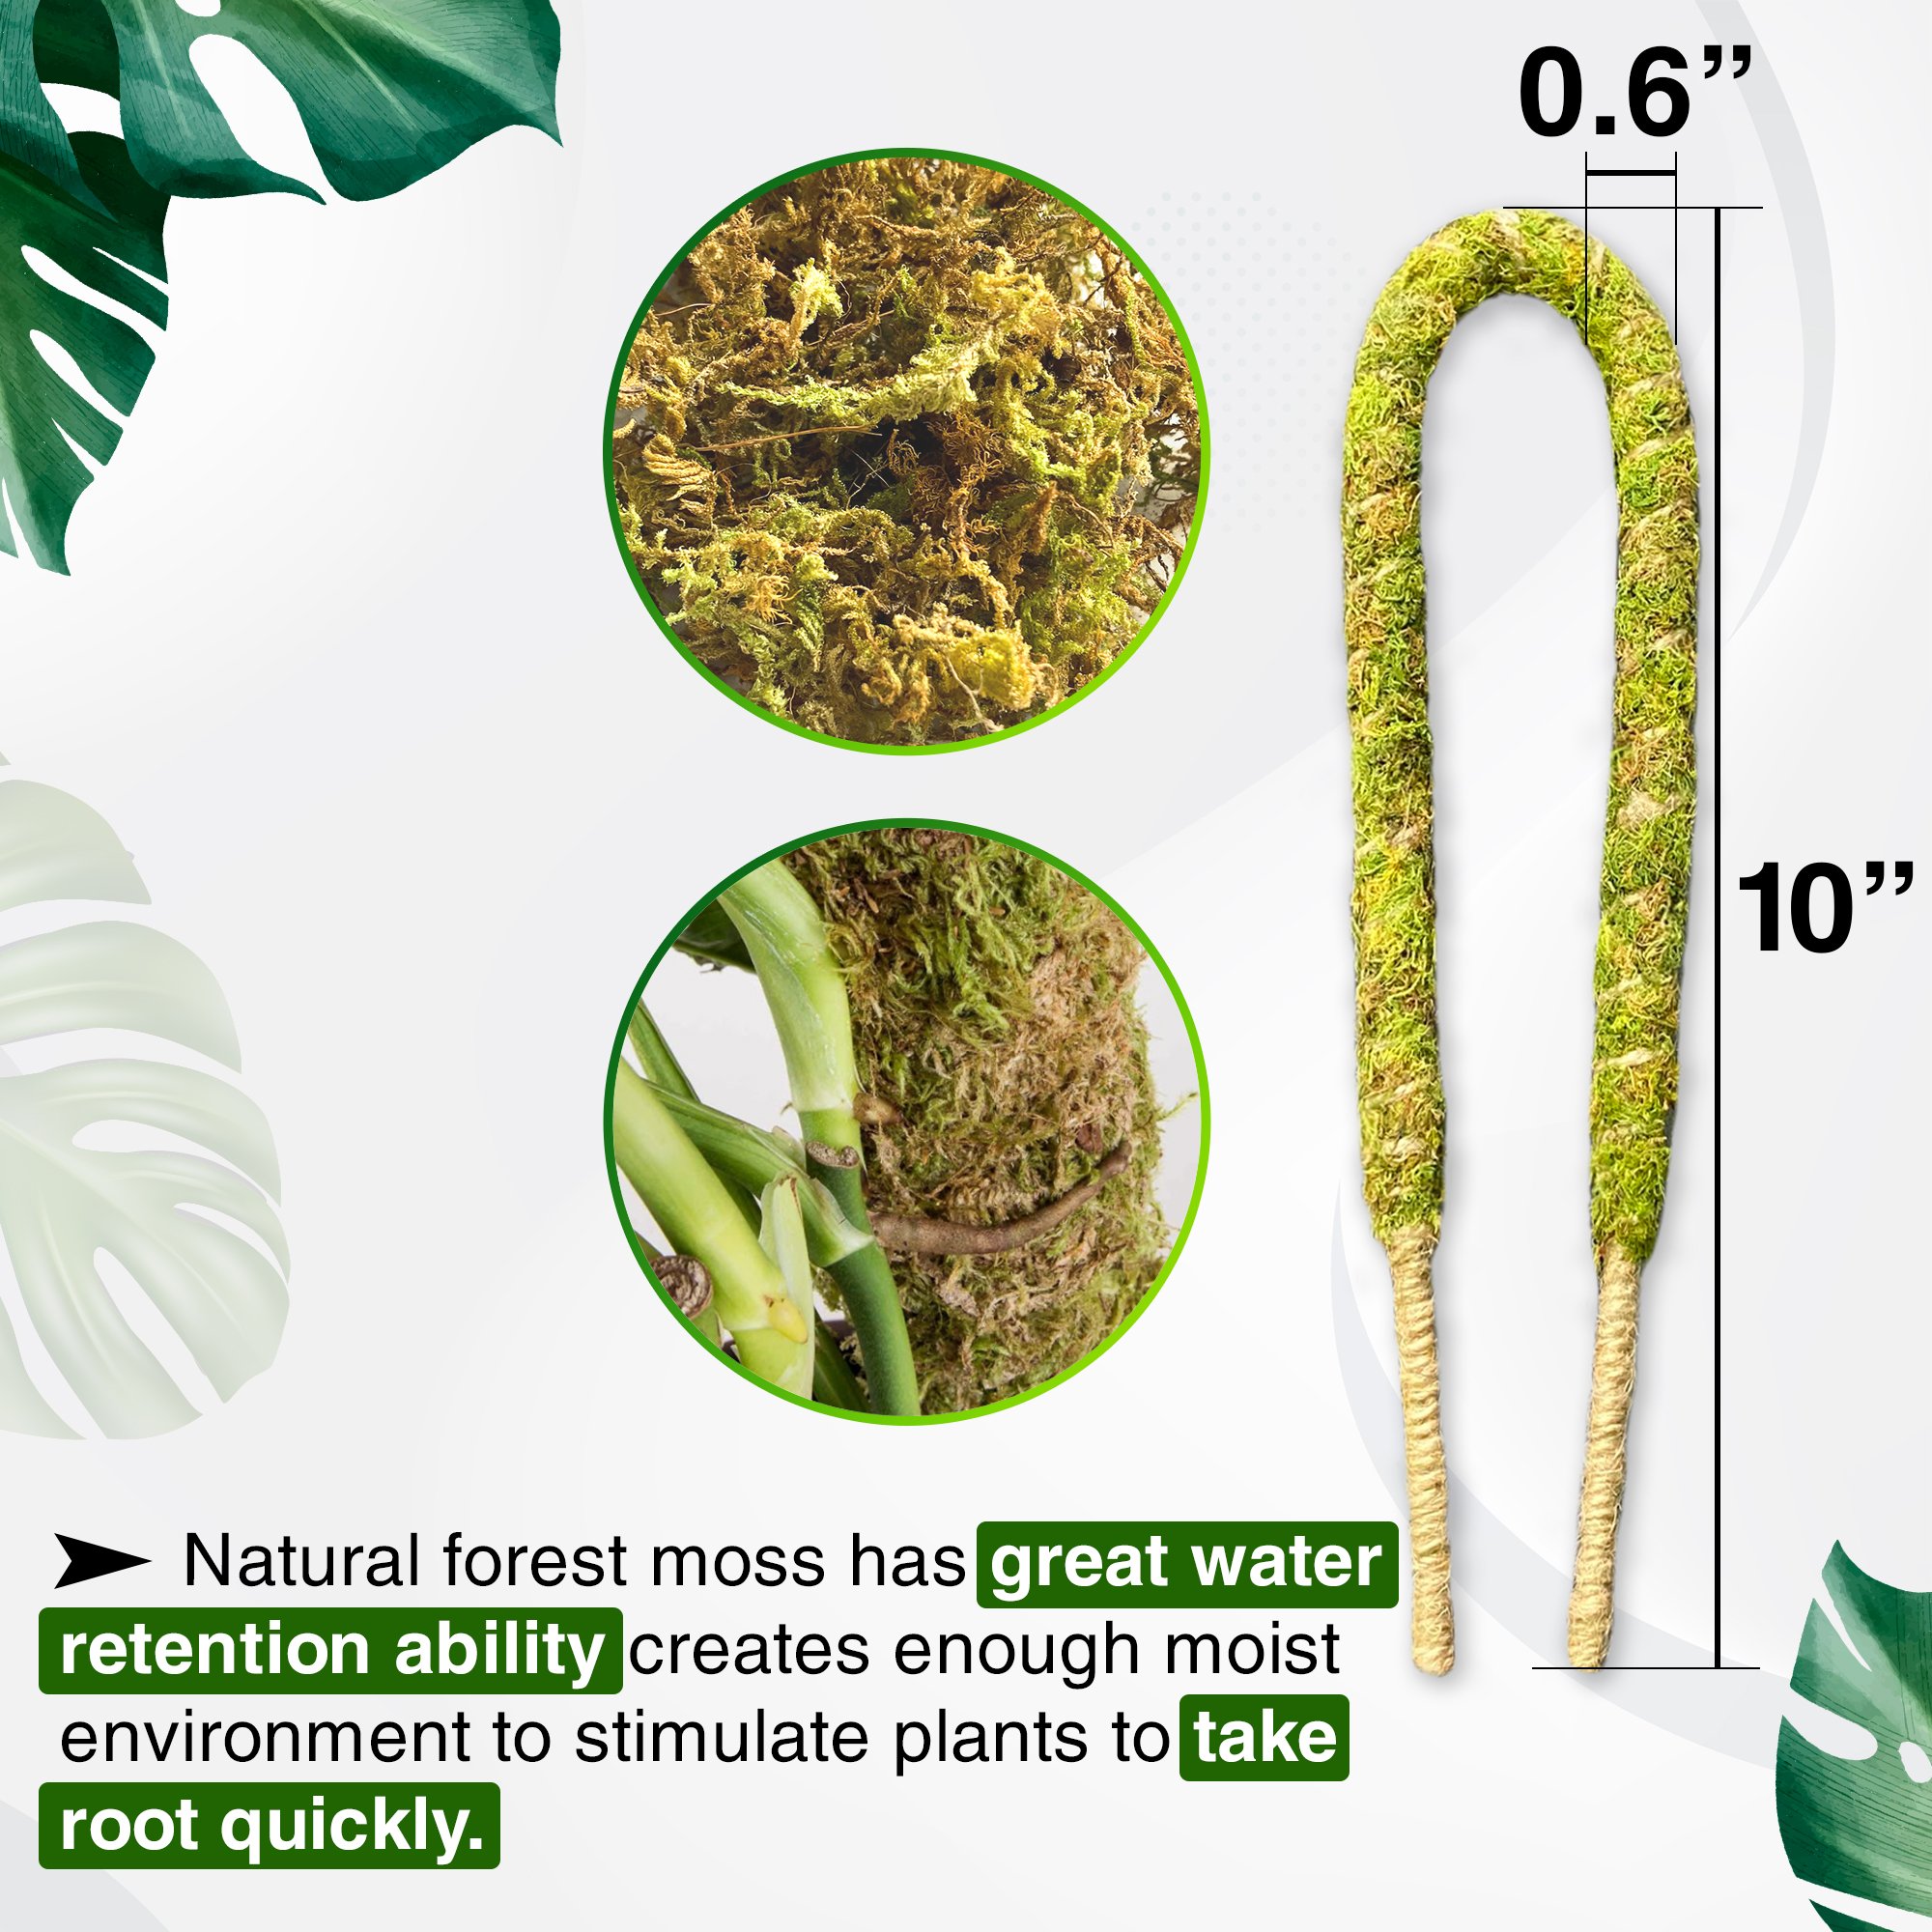 0.6”
10”
Natural forest moss has great water
retention ability creates enough moist
environment to stimulate plants to take
root quickly.